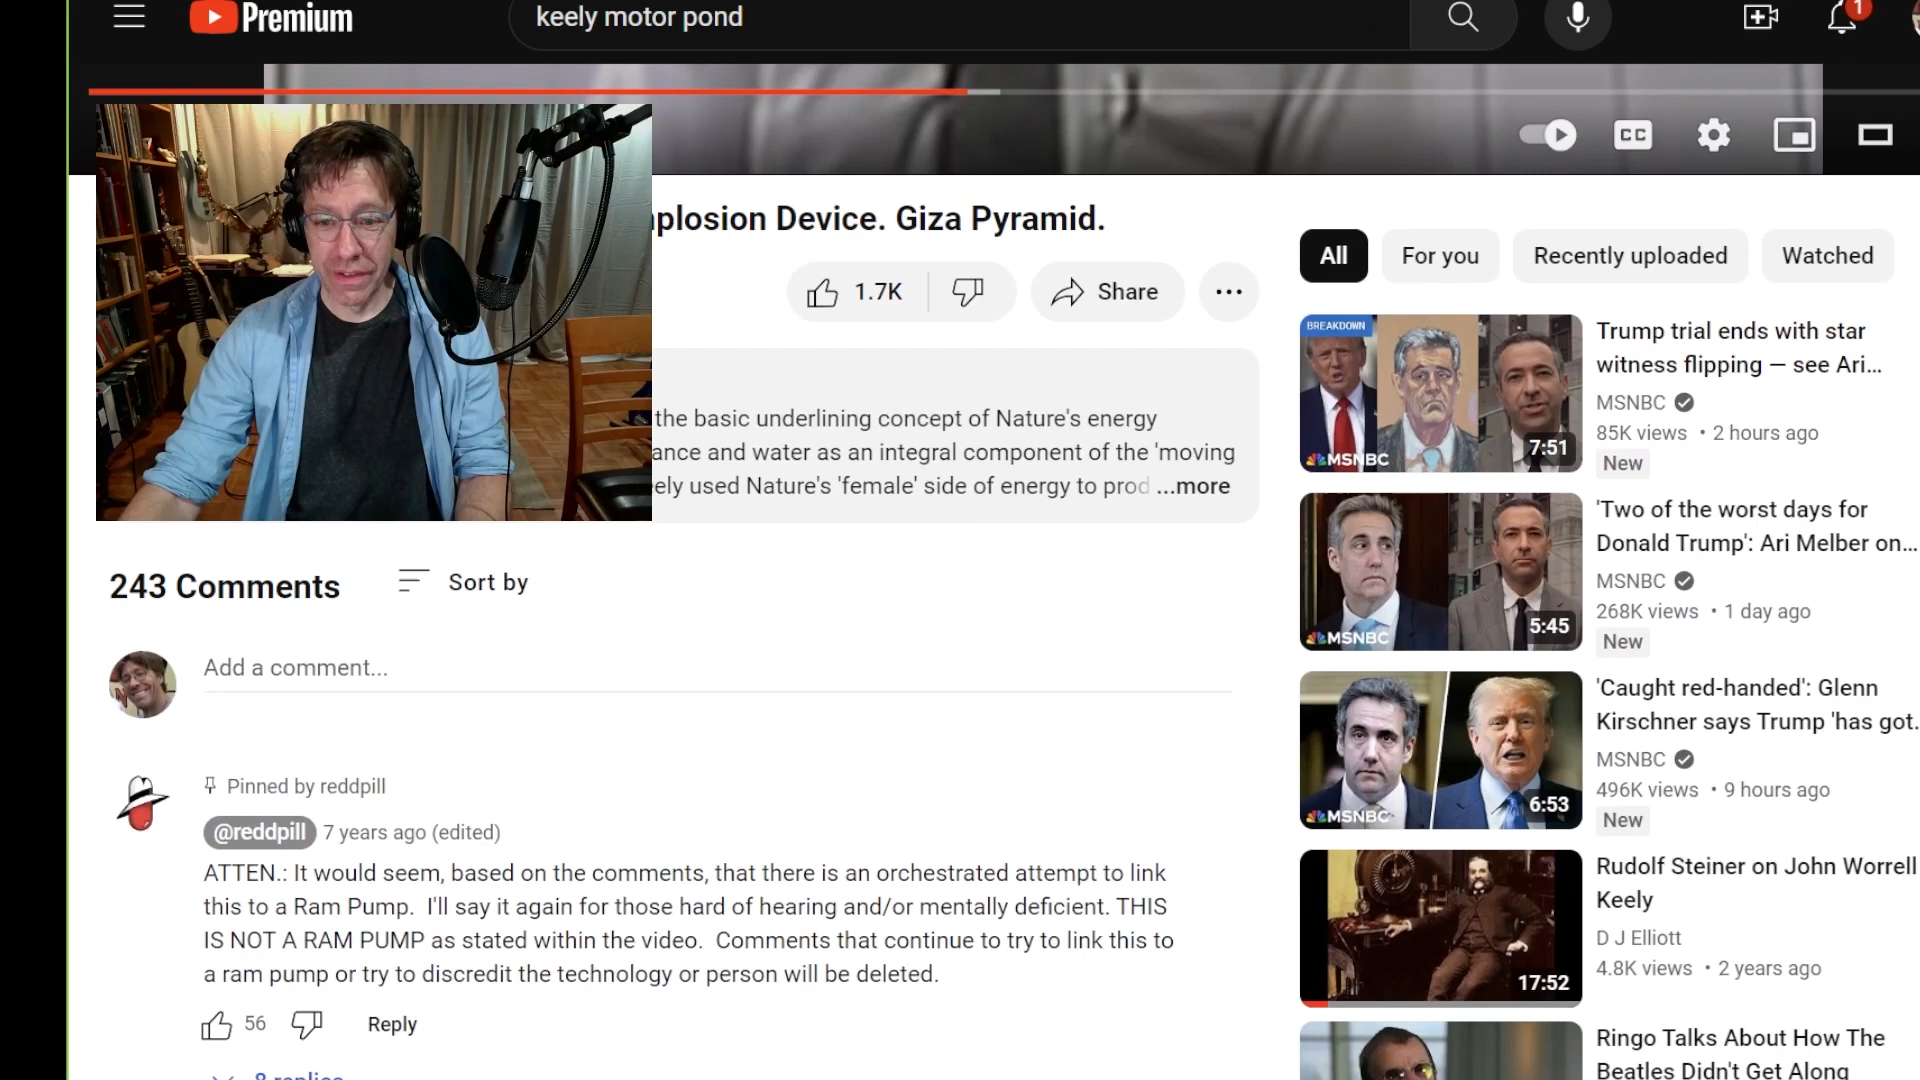 Premium
keely motor pond
1
CC
plosion Device. Giza Pyramid.
1.7K
Share
the basic underlining concept of Nature's energy
ance and water as an integral component of the 'moving
ely used Nature's 'female' side of energy to prod ...more
243 Comments
Sort by
Add a comment...
Pinned by reddpill
@reddpill 7 years ago (edited)
ATTEN.: It would seem, based on the comments, that there is an orchestrated attempt to link
this to a Ram Pump. I'll say it again for those hard of hearing and/or mentally deficient. THIS
IS NOT A RAM PUMP as stated within the video. Comments that continue to try to link this to
a ram pump or try to discredit the technology or person will be deleted.
56
Reply
8 replies
All
For you
Recently uploaded
Watched
BREAKDOWN
MSNBC
7:51
Trump trial ends with star
witness flipping — see Ari...
MSNBC
85K views • 2 hours ago
New
MSNBC
5:45
'Two of the worst days for
Donald Trump': Ari Melber on...
MSNBC
268K views • 1 day ago
New
MSNBC
6:53
'Caught red-handed': Glenn
Kirschner says Trump 'has got.
MSNBC
496K views • 9 hours ago
New
17:52
Rudolf Steiner on John Worrell
Keely
D J Elliott
4.8K views • 2 years ago
Ringo Talks About How The
Beatles Didn't Get Along